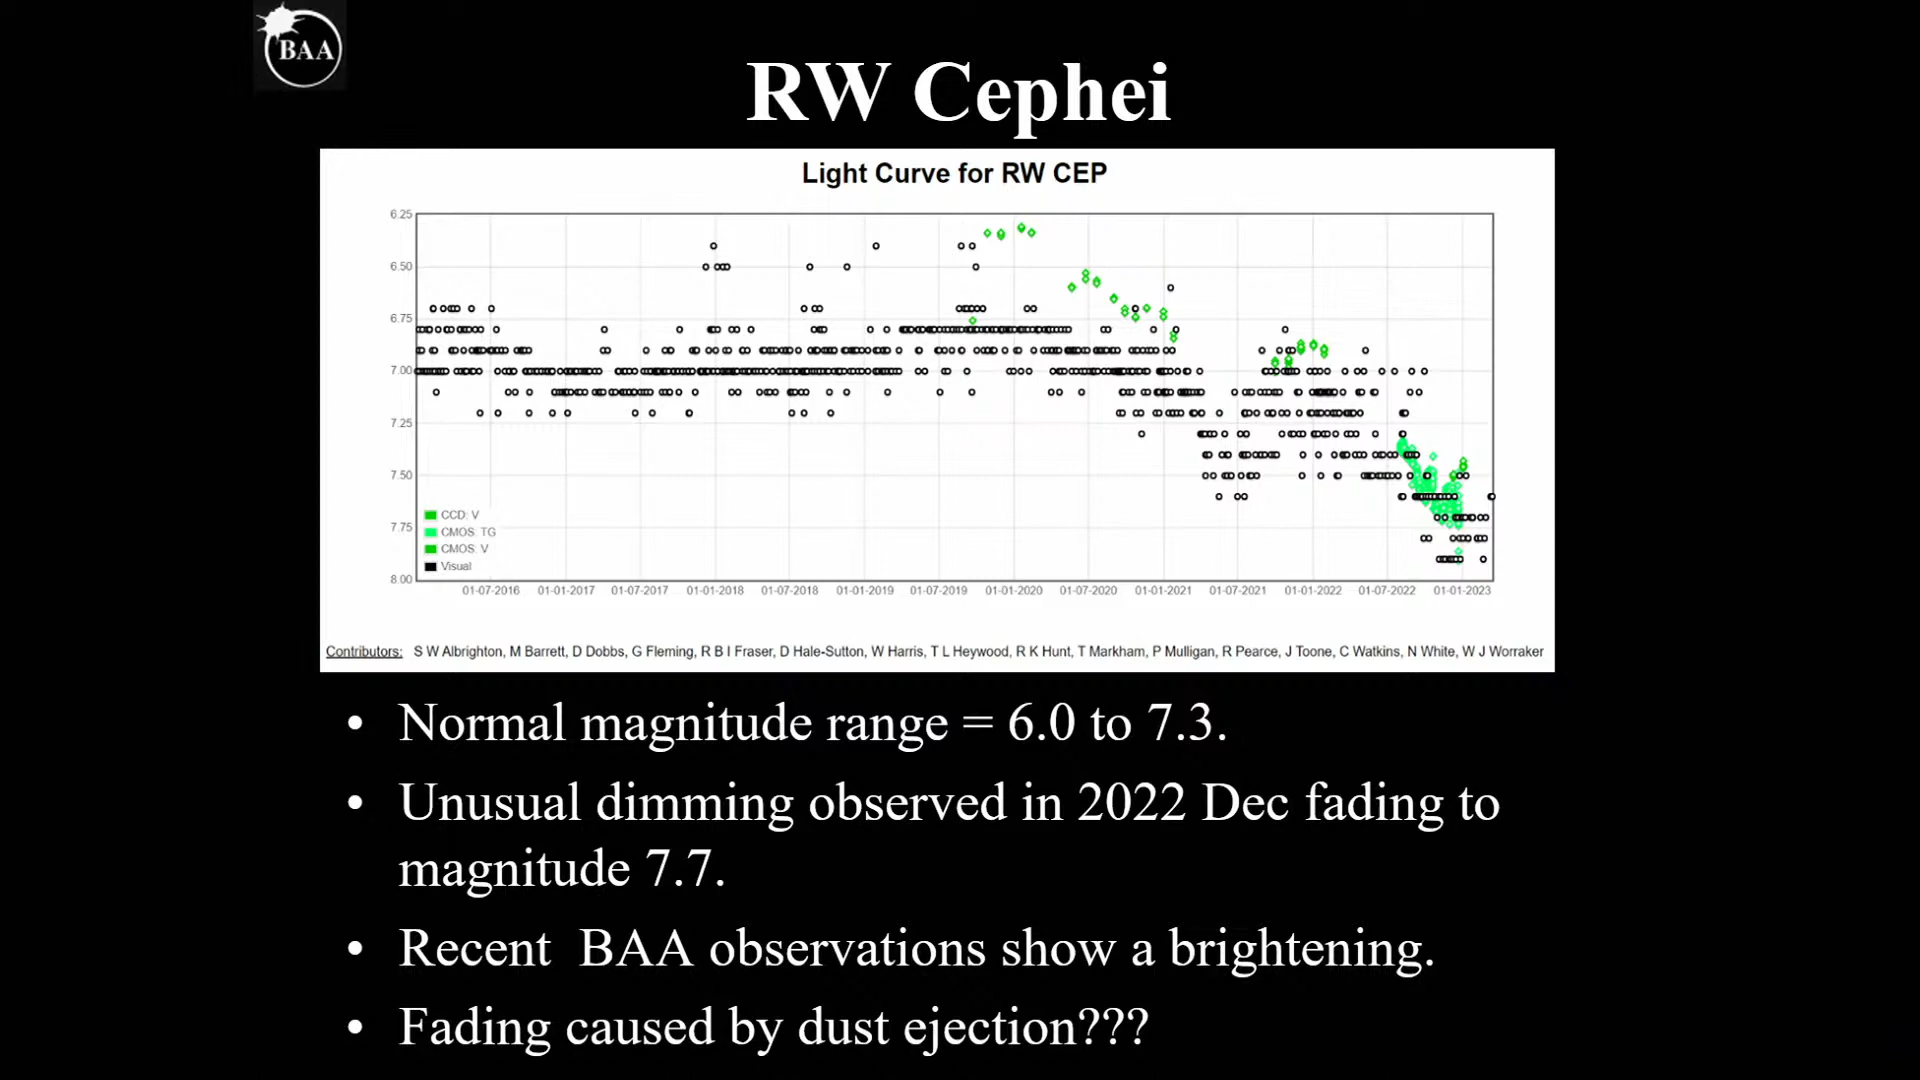 BAA
RW Cephei
Light Curve for RW CEP
6.25
6.50
6.75
7.00
7.25
7.50
7.75
8.00
CCD: V
CMOS: TG
CMOS: V
Visual
01-07-2016 01-01-2017 01-07-2017 01-01-2018 01-07-2018 01-01-2019 01-07-2019 01-01-2020 01-07-2020 01-01-2021 01-07-2021 01-01-2022 01-07-2022 01-01-2023
Contributors: S W Albrighton, M Barrett, D Dobbs, G Fleming, R B I Fraser, D Hale-Sutton, W Harris, T L Heywood, R K Hunt, T Markham, P Mulligan, R Pearce, J Toone, C Watkins, N White, W J Worraker
• Normal magnitude range = 6.0 to 7.3.
• Unusual dimming observed in 2022 Dec fading to
magnitude 7.7.
• Recent BAA observations show a brightening.
• Fading caused by dust ejection???